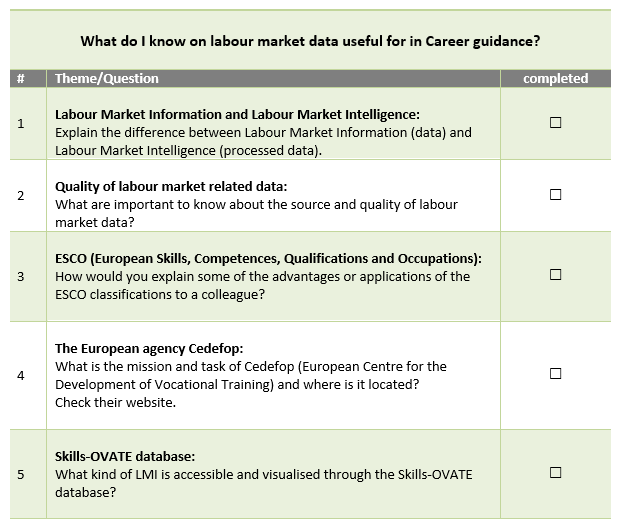 What do I know on labour market data useful for in Career guidance?
# Theme/Question completed
1
Labour Market Information and Labour Market Intelligence:
Explain the difference between Labour Market Information (data) and
Labour Market Intelligence (processed data).
☐
2
Quality of labour market related data:
What are important to know about the source and quality of labour
market data?
☐
3
ESCO (European Skills, Competences, Qualifications and Occupations):
How would you explain some of the advantages or applications of the
ESCO classifications to a colleague?
☐
4
The European agency Cedefop:
What is the mission and task of Cedefop (European Centre for the
Development of Vocational Training) and where is it located?
Check their website.
☐
5
Skills-OVATE database:
What kind of LMI is accessible and visualised through the Skills-OVATE
database?
☐